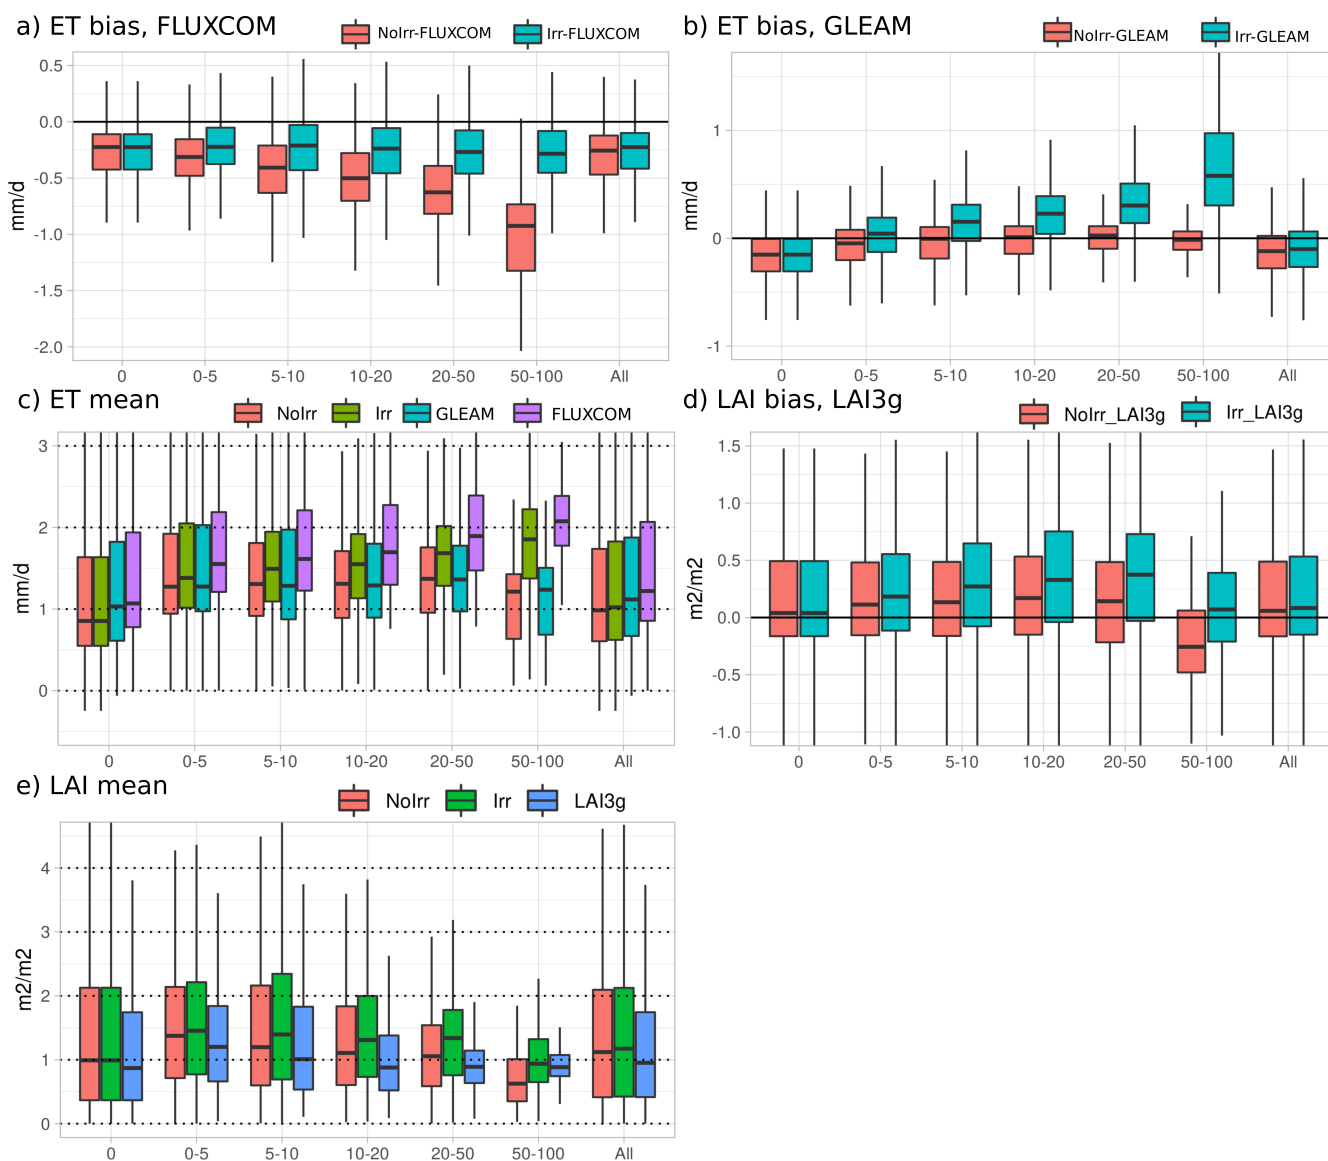 a) ET bias, FLUXCOM
NoIrr-FLUXCOM
Irr-FLUXCOM
0.5
0.0
-0.5
-1.0
-1.5
-2.0
mm/d
0
0-5
5-10
10-20
20-50
50-100
All
b) ET bias, GLEAM
NoIrr-GLEAM
Irr-GLEAM
1
0
-1
mm/d
0
0-5
5-10
10-20
20-50
50-100
All
c) ET mean
NoIrr
Irr
GLEAM
FLUXCOM
3
2
1
0
mm/d
0
0-5
5-10
10-20
20-50
50-100
All
d) LAI bias, LAI3g
NoIrr_LAI3g
Irr_LAI3g
1.5
1.0
0.5
0.0
-0.5
-1.0
m2/m2
0
0-5
5-10
10-20
20-50
50-100
All
e) LAI mean
NoIrr
Irr
LAI3g
4
3
2
1
0
m2/m2
0
0-5
5-10
10-20
20-50
50-100
All